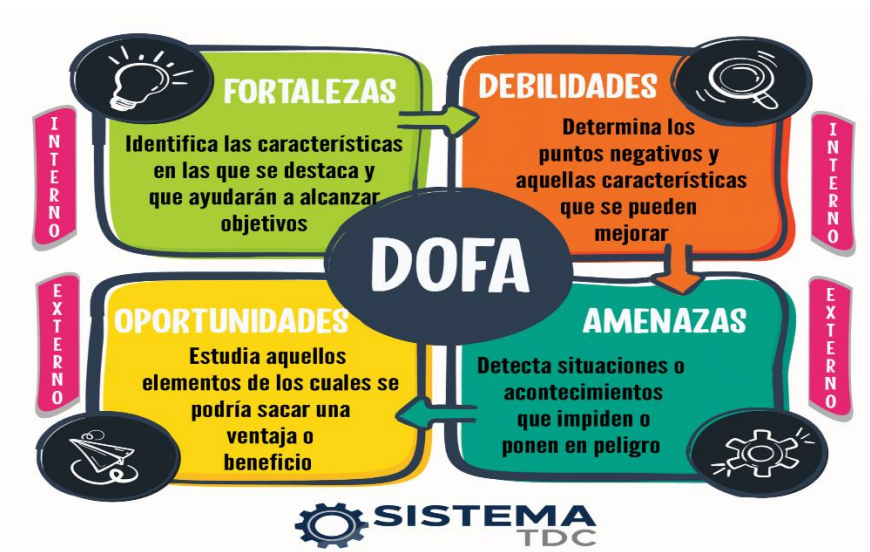 FORTALEZAS
Identifica las características
en las que se destaca y
que ayudarán a alcanzar
objetivos
INTERNO
DEBILIDADES
Determina los
puntos negativos y
aquellas características
que se pueden
mejorar
INTERNO
DOFA
OPORTUNIDADES
Estudia aquellos
elementos de los cuales se
podría sacar una
ventaja o
beneficio
EXTERNO
AMENAZAS
Detecta situaciones o
acontecimientos
que impiden o
ponen en peligro
EXTERNO
SISTEMA
TDC